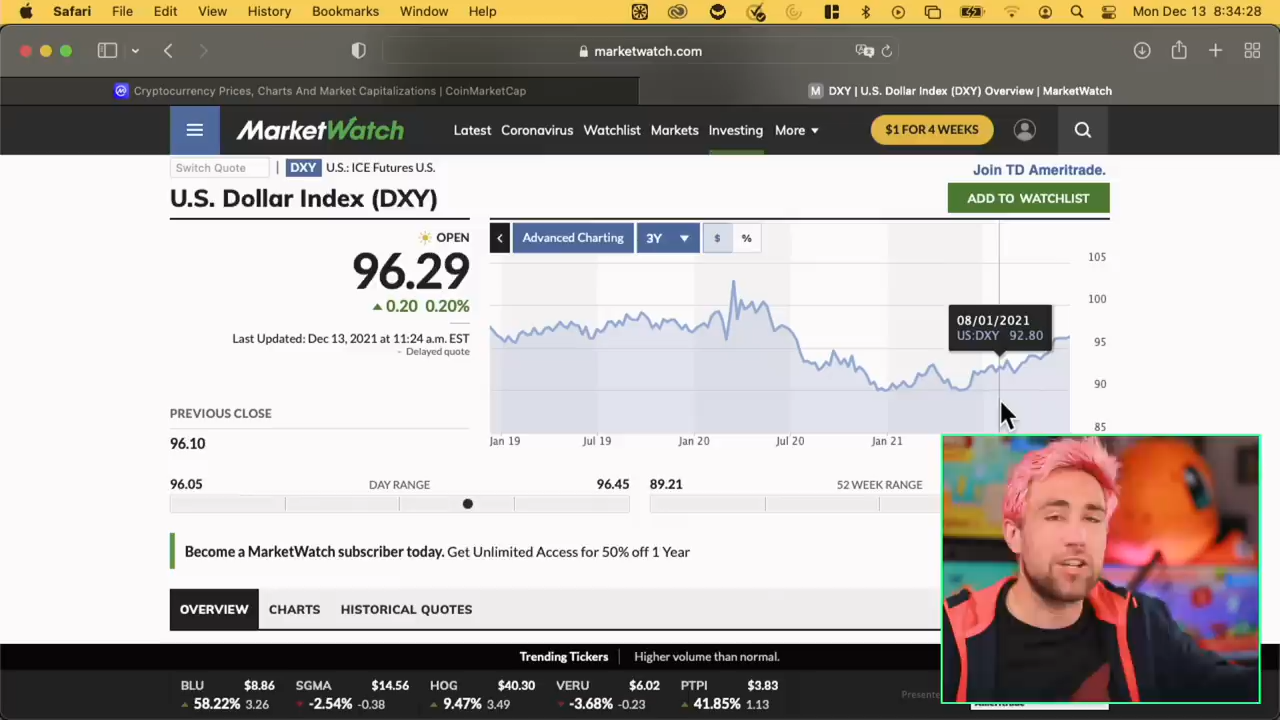 Safari File Edit View History Bookmarks Window Help Mon Dec 13 8:34:28
marketwatch.com
Cryptocurrency Prices, Charts And Market Capitalizations | CoinMarketCap
M DXY | U.S. Dollar Index (DXY) Overview | MarketWatch
MarketWatch Latest Coronavirus Watchlist Markets Investing More $1 FOR 4 WEEKS
Switch Quote | DXY U.S.: ICE Futures U.S.
Join TD Ameritrade.
U.S. Dollar Index (DXY)
ADD TO WATCHLIST
OPEN
96.29
0.20 0.20%
Last Updated: Dec 13, 2021 at 11:24 a.m. EST
- Delayed quote
PREVIOUS CLOSE
96.10
Advanced Charting 3Y $ %
105
100
95
90
85
08/01/2021
US:DXY 92.80
Jan 19 Jul 19 Jan 20 Jul 20 Jan 21
96.05 DAY RANGE 96.45
89.21 52 WEEK RANGE
Become a MarketWatch subscriber today. Get Unlimited Access for 50% off 1 Year
OVERVIEW CHARTS HISTORICAL QUOTES
Trending Tickers | Higher volume than normal.
BLU $8.86 SGMA $14.56 HOG $40.30 VERU $6.02 PTPI $3.83
58.22% 3.26 -2.54% -0.38 9.47% 3.49 -3.68% -0.23 41.85% 1.13